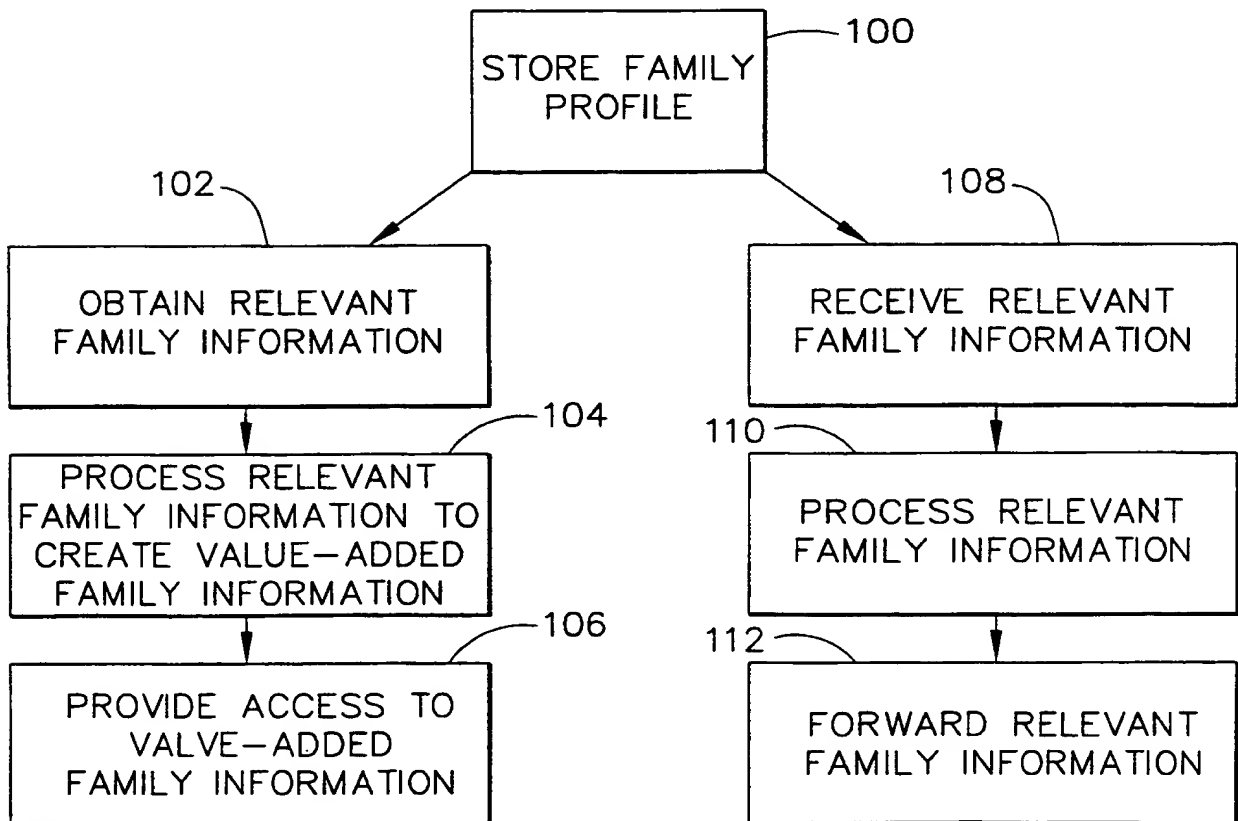 100
STORE FAMILY
PROFILE
102
OBTAIN RELEVANT
FAMILY INFORMATION
104
PROCESS RELEVANT
FAMILY INFORMATION TO
CREATE VALUE-ADDED
FAMILY INFORMATION
106
PROVIDE ACCESS TO
VALVE-ADDED
FAMILY INFORMATION
108
RECEIVE RELEVANT
FAMILY INFORMATION
110
PROCESS RELEVANT
FAMILY INFORMATION
112
FORWARD RELEVANT
FAMILY INFORMATION